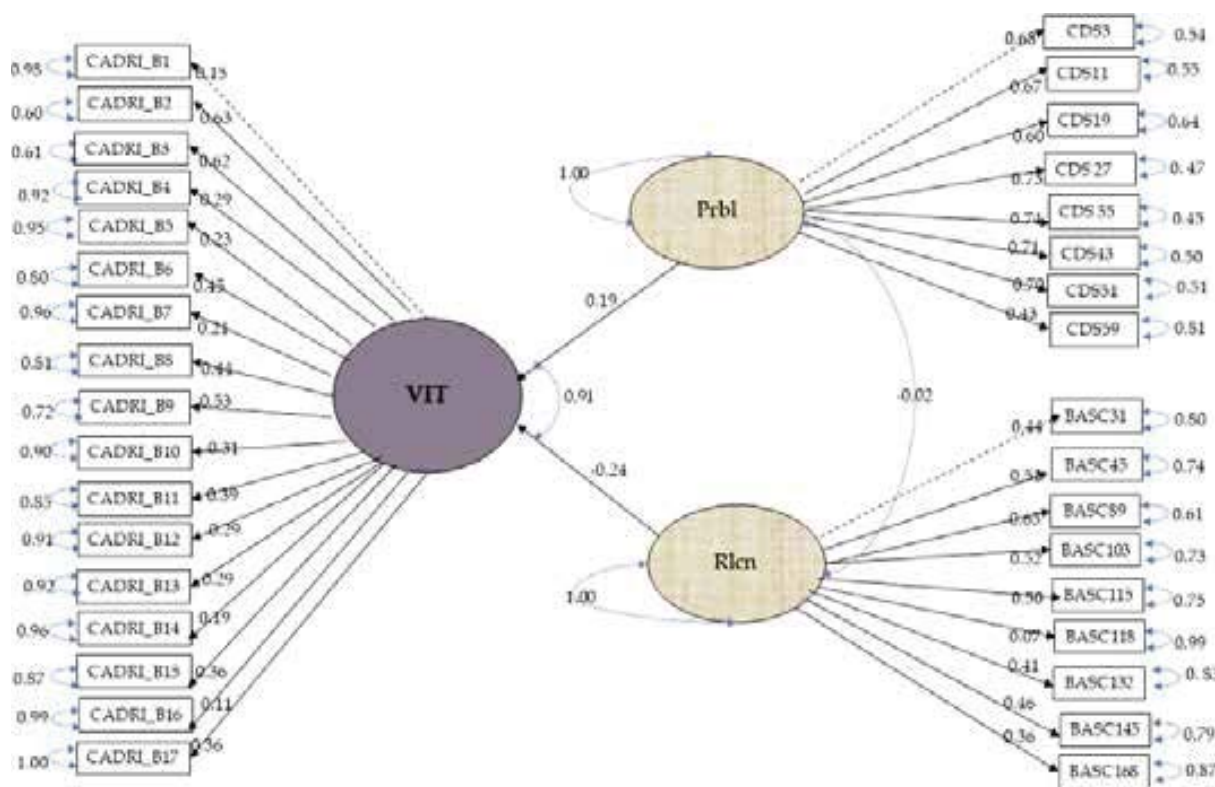 0.98 CADRI_B1 0.15
0.60 CADRI_B2 0.63
0.61 CADRI_B3 0.62
0.92 CADRI_B4 0.29
0.95 CADRI_B5 0.23
0.80 CADRI_B6 0.45
0.96 CADRI_B7 0.21
0.81 CADRI_B8 0.44
0.72 CADRI_B9 0.53
0.90 CADRI_B10 0.31
0.85 CADRI_B11 0.39
0.91 CADRI_B12 0.29
0.92 CADRI_B13 0.29
0.96 CADRI_B14 0.19
0.87 CADRI_B15 0.36
0.99 CADRI_B16 0.11
1.00 CADRI_B17 0.36
VIT
0.91
0.19
-0.24
1.00
Prbl
-0.02
1.00
Rlcn
0.68 CDS3 0.54
0.67 CDS11 0.55
0.60 CDS19 0.64
0.73 CDS27 0.47
0.74 CDS35 0.45
0.71 CDS43 0.50
0.70 CDS51 0.51
0.43 CDS59 0.81
0.44 BASC31 0.80
BASC45 0.74
0.63 BASC89 0.61
0.52 BASC103 0.73
0.50 BASC115 0.75
0.07 BASC118 0.99
0.41 BASC132 0.83
0.46 BASC145 0.79
0.36 BASC168 0.87